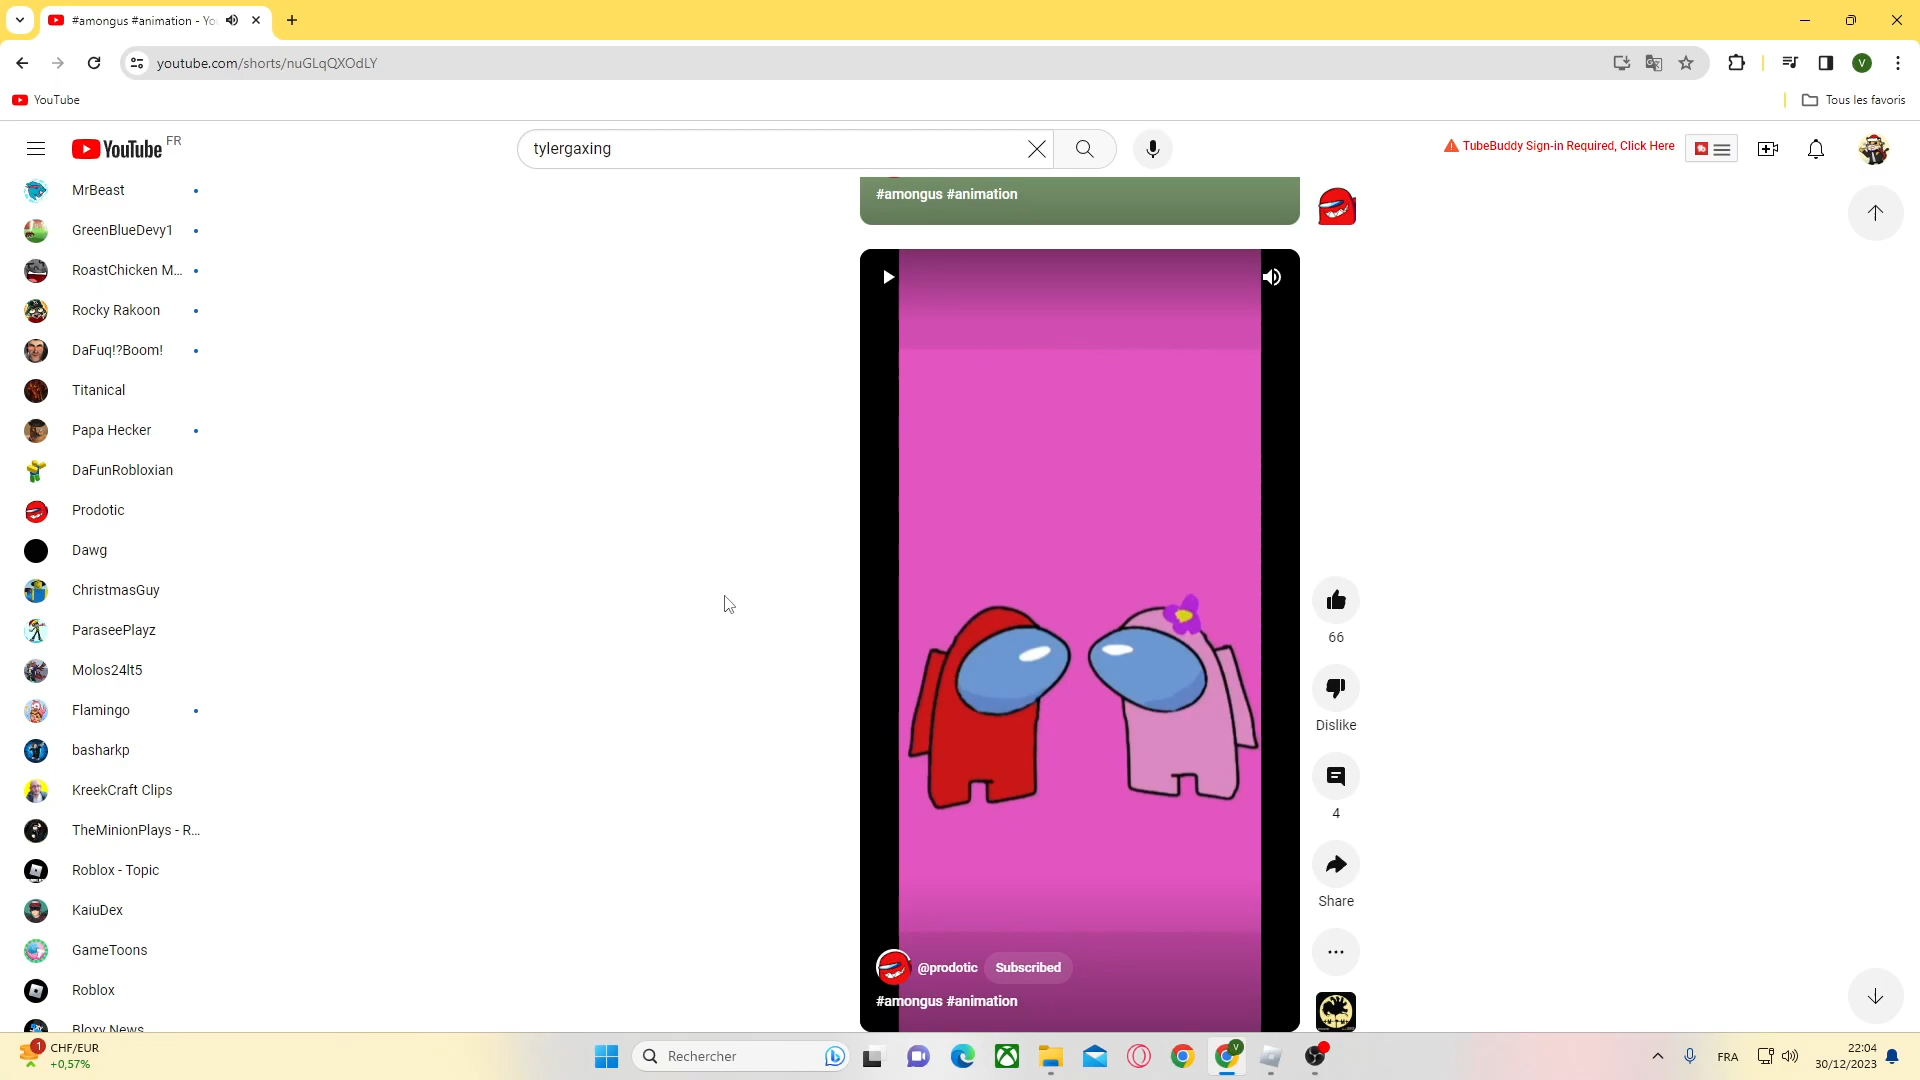 #amongus #animation - Yo
youtube.com/shorts/nuGLqQXOdLY
YouTube
Tous les favoris
YouTube FR
tylergaxing
TubeBuddy Sign-in Required, Click Here
MrBeast
GreenBlueDevy1
RoastChicken M...
Rocky Rakoon
DaFuq!?Boom!
Titanical
Papa Hecker
DaFunRobloxian
Prodotic
Dawg
ChristmasGuy
ParaseePlayz
Molos24lt5
Flamingo
basharkp
KreekCraft Clips
TheMinionPlays - R...
Roblox - Topic
KaiuDex
GameToons
Roblox
Bloxy News
#amongus #animation
66
Dislike
4
Share
@prodotic Subscribed
#amongus #animation
1
CHF/EUR
+0,57%
Rechercher
V
V
FRA
22:04
30/12/2023